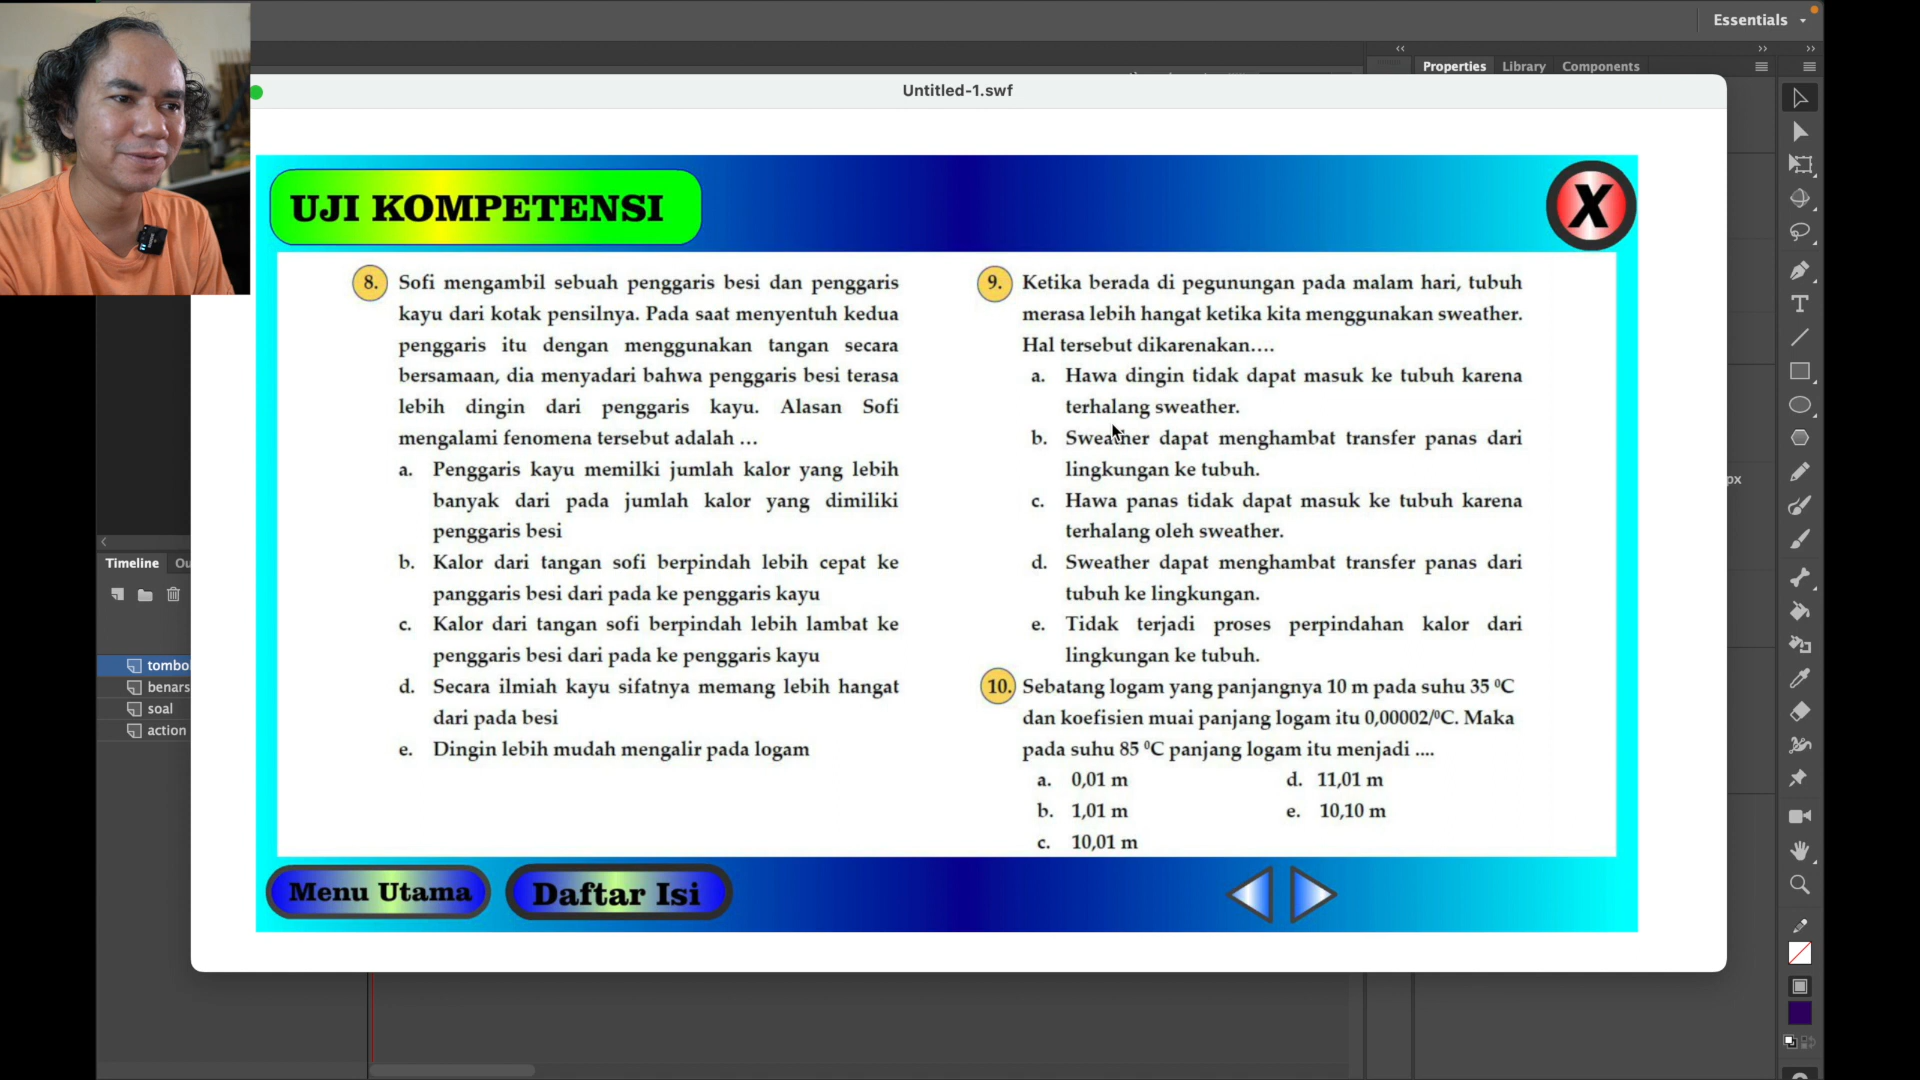 Essentials
Properties Library Components
Untitled-1.swf
UJI KOMPETENSI
X
8. Sofi mengambil sebuah penggaris besi dan penggaris
kayu dari kotak pensilnya. Pada saat menyentuh kedua
penggaris itu dengan menggunakan tangan secara
bersamaan, dia menyadari bahwa penggaris besi terasa
lebih dingin dari penggaris kayu. Alasan Sofi
mengalami fenomena tersebut adalah ...
a. Penggaris kayu memilki jumlah kalor yang lebih
banyak dari pada jumlah kalor yang dimiliki
penggaris besi
b. Kalor dari tangan sofi berpindah lebih cepat ke
panggaris besi dari pada ke penggaris kayu
c. Kalor dari tangan sofi berpindah lebih lambat ke
penggaris besi dari pada ke penggaris kayu
d. Secara ilmiah kayu sifatnya memang lebih hangat
dari pada besi
e. Dingin lebih mudah mengalir pada logam
9. Ketika berada di pegunungan pada malam hari, tubuh
merasa lebih hangat ketika kita menggunakan sweather.
Hal tersebut dikarenakan....
a. Hawa dingin tidak dapat masuk ke tubuh karena
terhalang sweather.
b. Sweather dapat menghambat transfer panas dari
lingkungan ke tubuh.
c. Hawa panas tidak dapat masuk ke tubuh karena
terhalang oleh sweather.
d. Sweather dapat menghambat transfer panas dari
tubuh ke lingkungan.
e. Tidak terjadi proses perpindahan kalor dari
lingkungan ke tubuh.
10. Sebatang logam yang panjangnya 10 m pada suhu 35 ⁰C
dan koefisien muai panjang logam itu 0,00002/⁰C. Maka
pada suhu 85 ⁰C panjang logam itu menjadi ....
a. 0,01 m d. 11,01 m
b. 1,01 m e. 10,10 m
c. 10,01 m
Menu Utama Daftar Isi
px
Timeline Ou
tombo
benars
soal
action